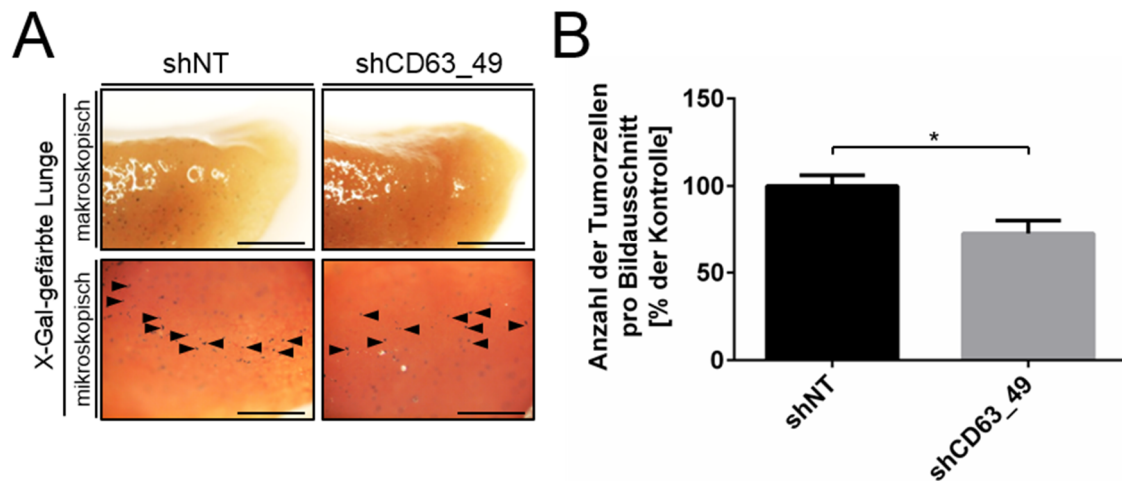 A
shNT
shCD63_49
X-Gal-gefärbte Lunge
makroskopisch
mikroskopisch
B
Anzahl der Tumorzellen
pro Bildausschnitt
[% der Kontrolle]
150
100
50
0
*
shNT
shCD63_49